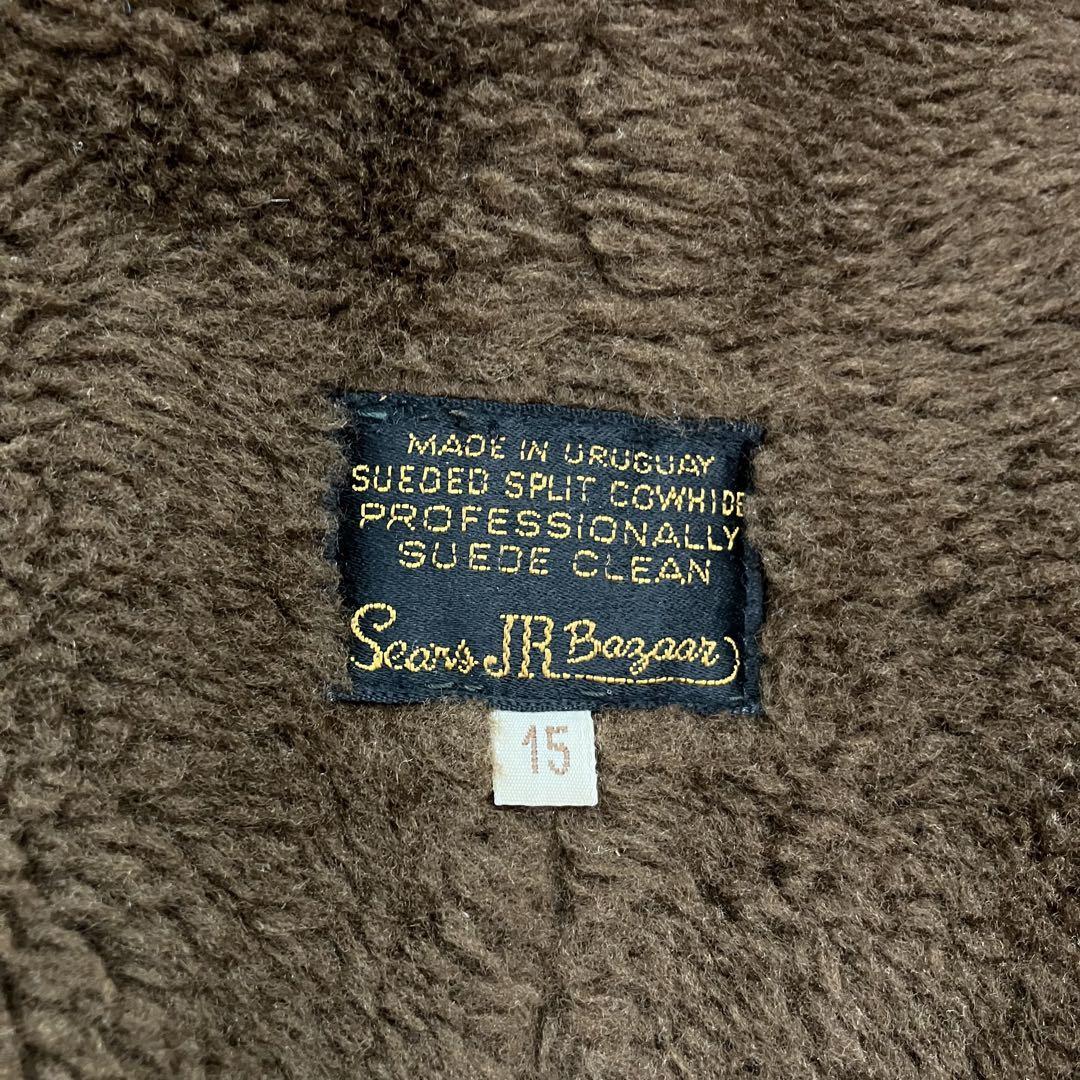 MADE IN URUGUAY
SUEDED SPLIT COWHIDE
PROFESSIONALLY
SUEDE CLEAN
Sears JR Bazaar
15